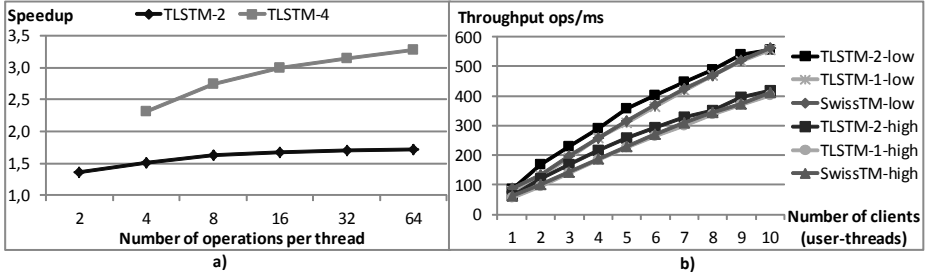 Speedup
TLSTM-2
TLSTM-4
3,5
3,0
2,5
2,0
1,5
1,0
2 4 8 16 32 64
Number of operations per thread
a)
Throughput ops/ms
600
500
400
300
200
100
0
1 2 3 4 5 6 7 8 9 10
Number of clients
(user-threads)
TLSTM-2-low
TLSTM-1-low
SwissTM-low
TLSTM-2-high
TLSTM-1-high
SwissTM-high
b)